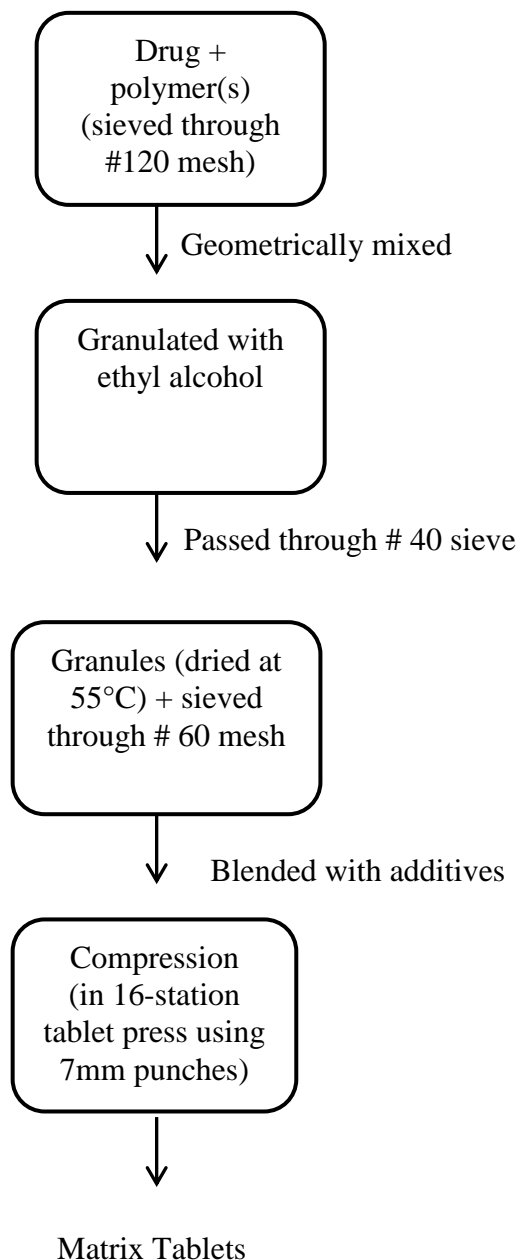 Drug +
polymer(s)
(sieved through
#120 mesh)
Geometrically mixed
Granulated with
ethyl alcohol
Passed through # 40 sieve
Granules (dried at
55°C) + sieved
through # 60 mesh
Blended with additives
Compression
(in 16-station
tablet press using
7mm punches)
Matrix Tablets